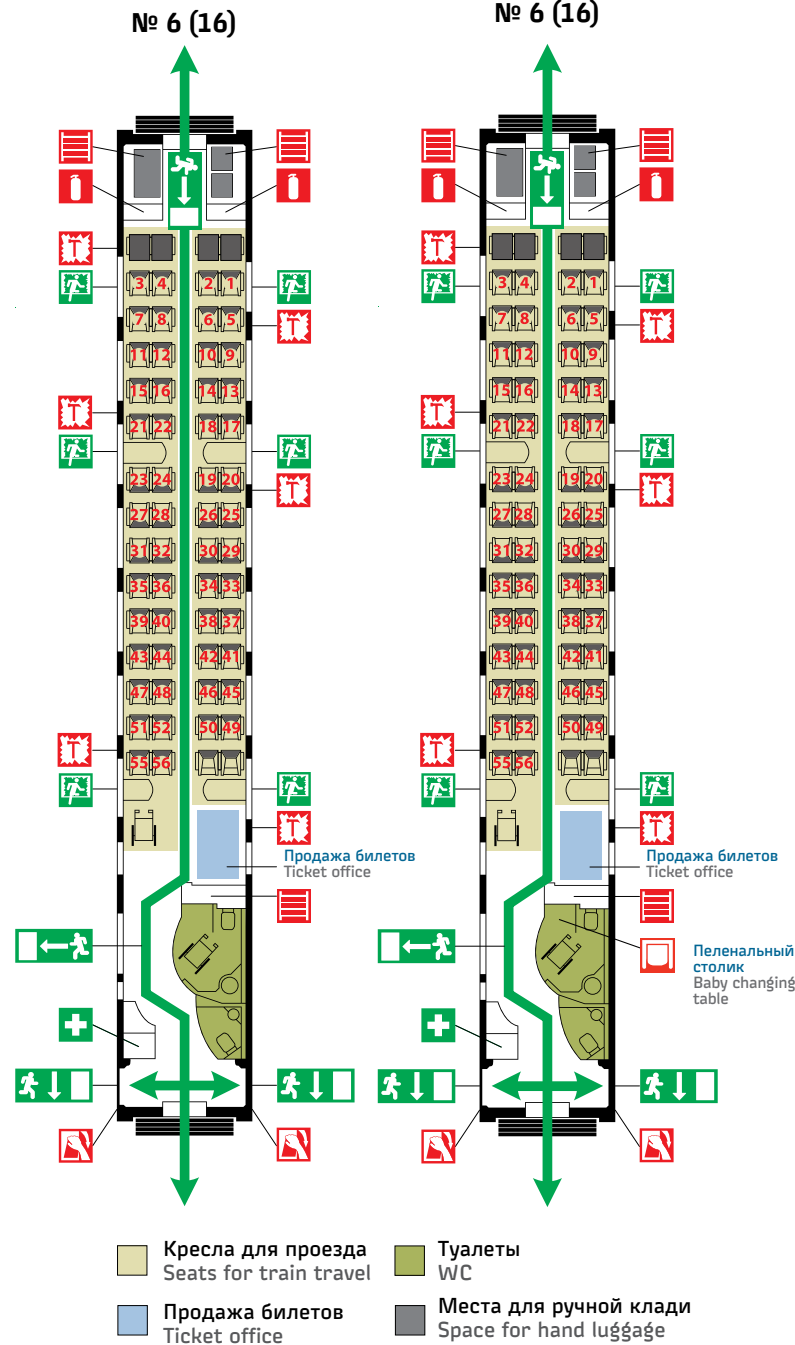 № 6 (16)
3 4 2 1
7 8 6 5
11 12 10 9
15 16 14 13
21 22 18 17
23 24 19 20
27 28 26 25
31 32 30 29
35 36 34 33
39 40 38 37
43 44 42 41
47 48 46 45
51 52 50 49
55 56
T
T
T
T
T
T
Продажа билетов
Ticket office
№ 6 (16)
3 4 2 1
7 8 6 5
11 12 10 9
15 16 14 13
21 22 18 17
23 24 19 20
27 28 26 25
31 32 30 29
35 36 34 33
39 40 38 37
43 44 42 41
47 48 46 45
51 52 50 49
55 56
T
T
T
T
T
T
Продажа билетов
Ticket office
Пеленальный
столик
Baby changing
table
Кресла для проезда
Seats for train travel
Туалеты
WC
Продажа билетов
Ticket office
Места для ручной клади
Space for hand luggage